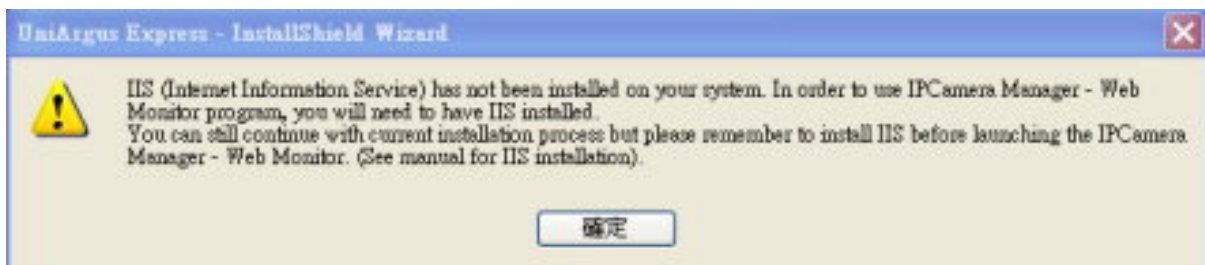 UniArgus Express - InstallShield Wizard
IIS (Internet Information Service) has not been installed on your system. In order to use IPCamera Manager - Web
Monitor program, you will need to have IIS installed.
You can still continue with current installation process but please remember to install IIS before launching the IPCamera
Manager - Web Monitor. (See manual for IIS installation).
確定